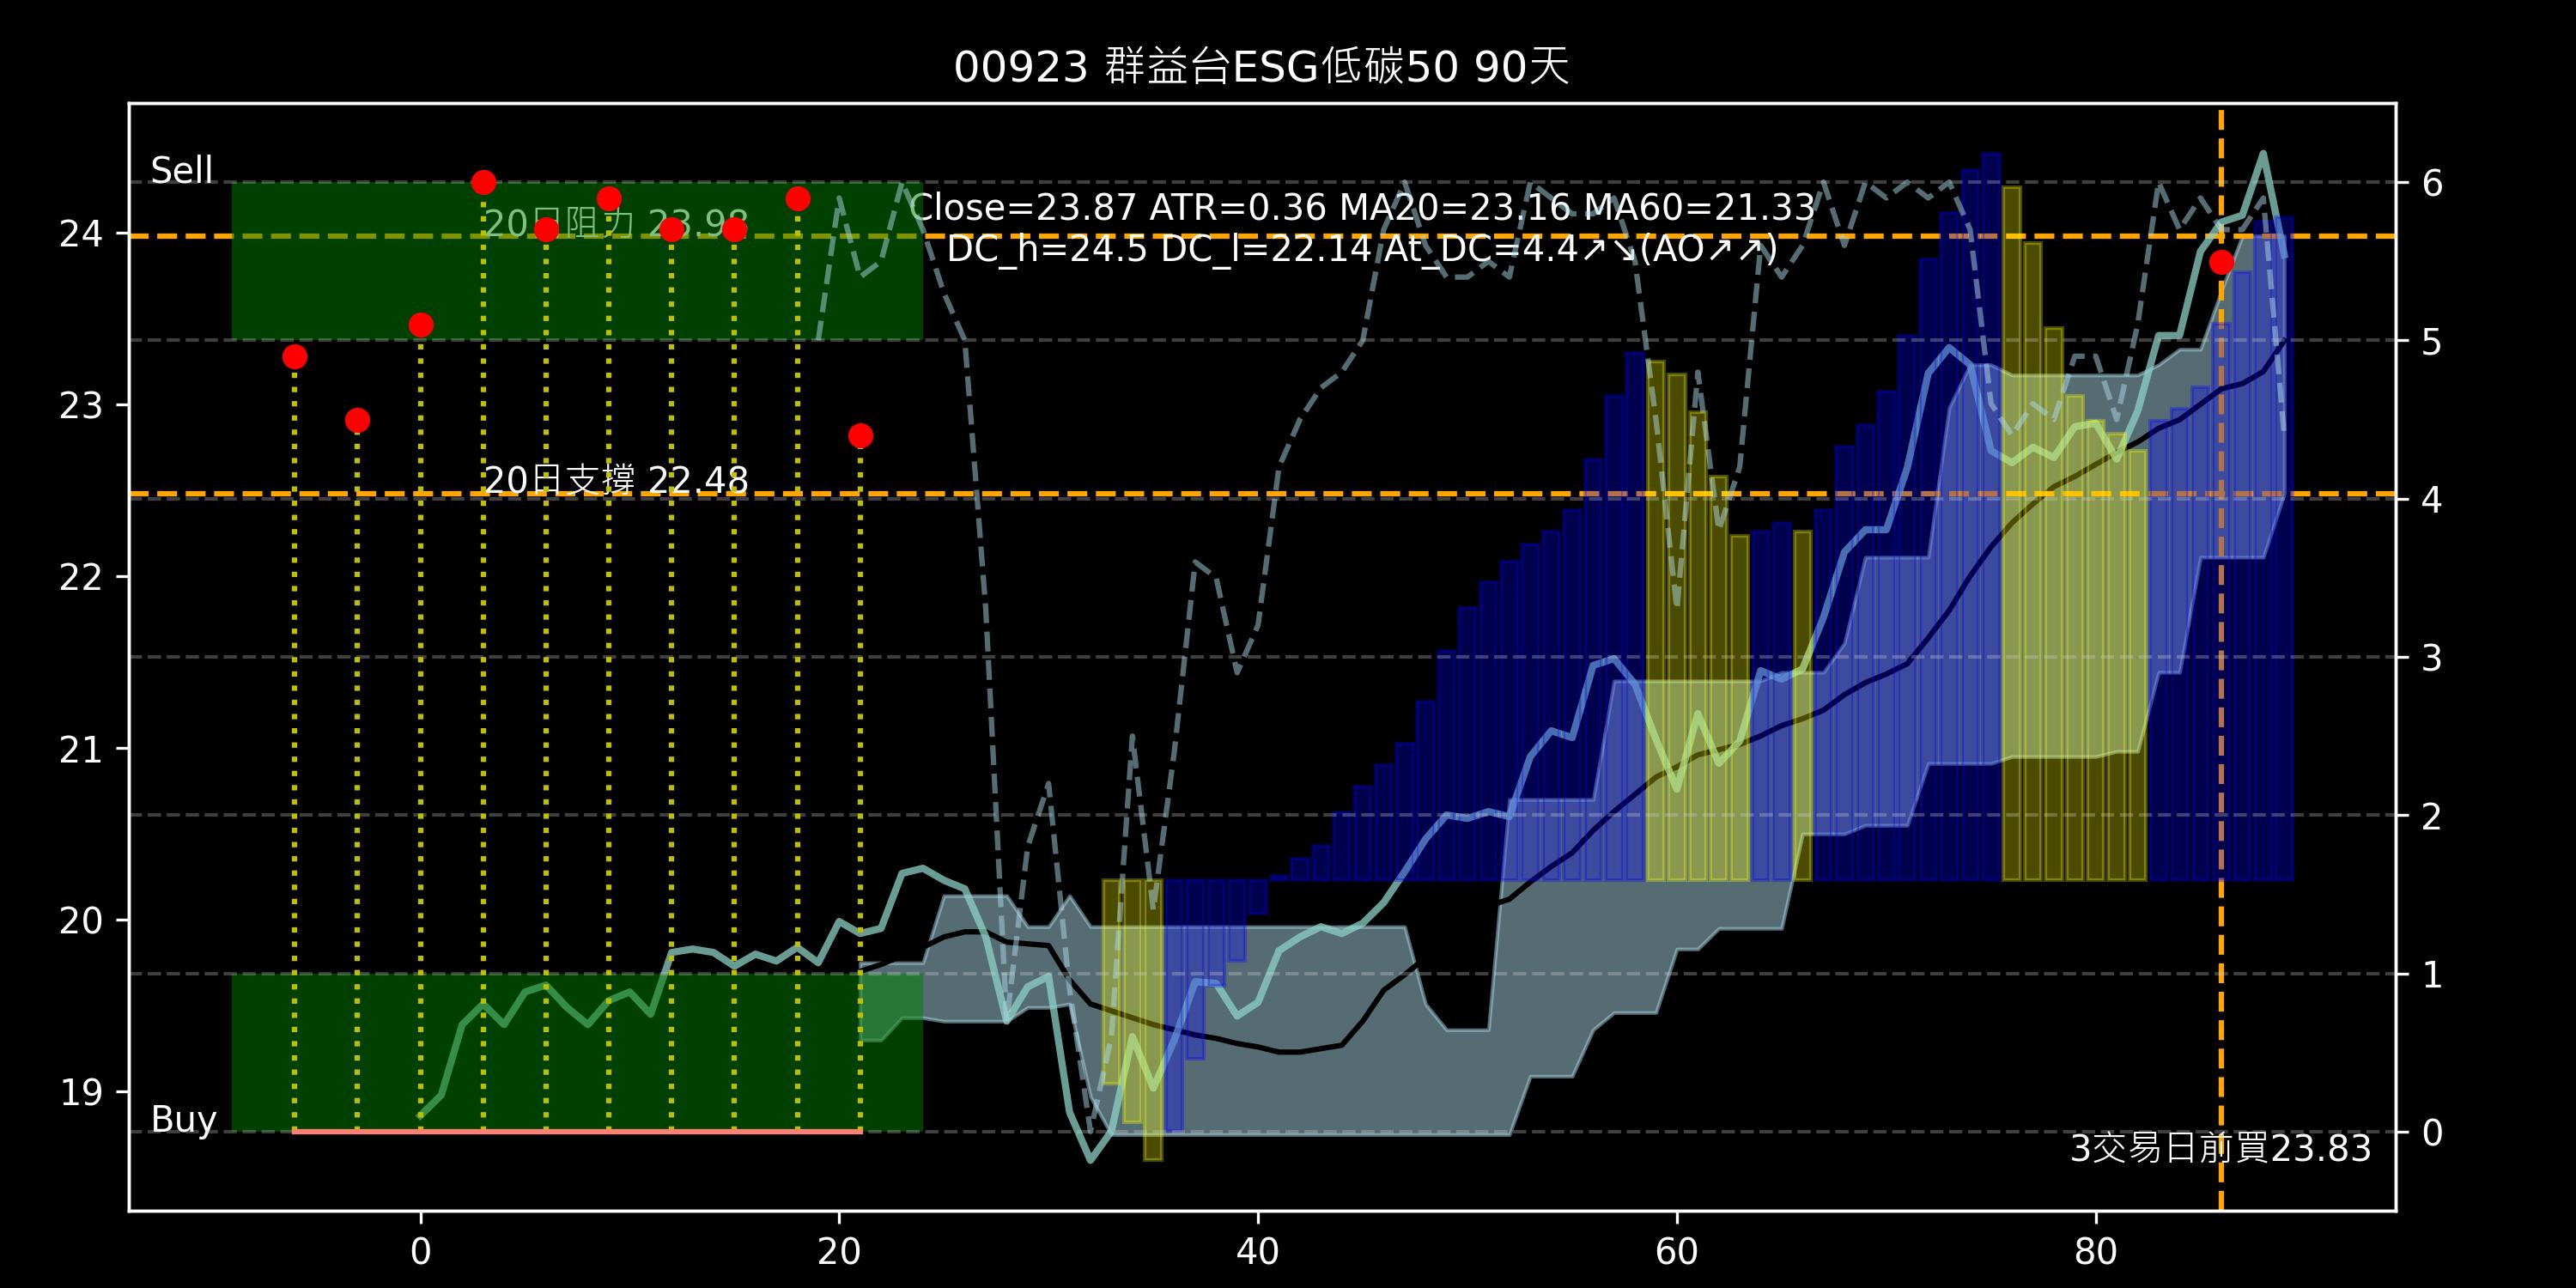 00923 群益台ESG低碳50 90天
Sell
20日阻力 23.98
Close=23.87 ATR=0.36 MA20=23.16 MA60=21.33
DC_h=24.5 DC_l=22.14 At_DC=4.4↗↘(AO↗↗)
20日支撐 22.48
Buy
3交易日前買23.83
24
23
22
21
20
19
6
5
4
3
2
1
0
0 20 40 60 80